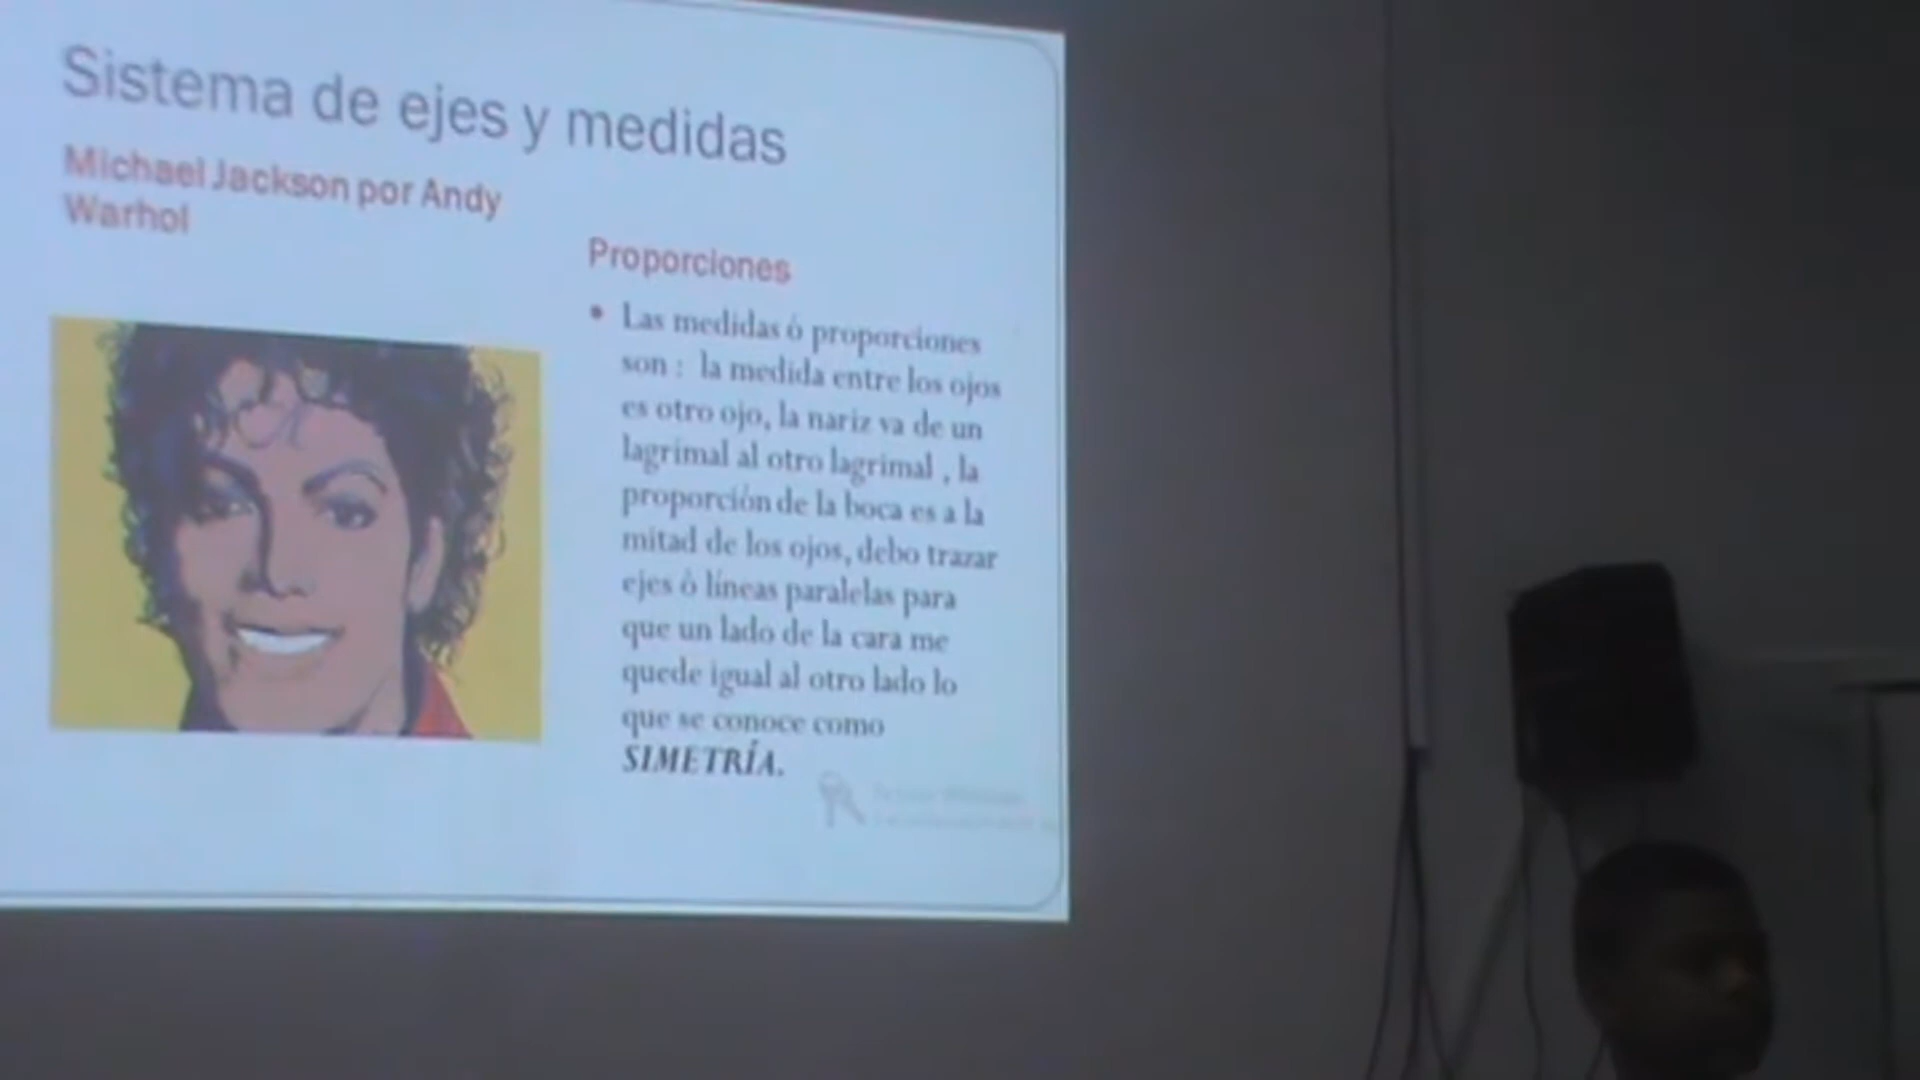 Sistema de ejes y medidas
Michael Jackson por Andy
Warhol
Proporciones
• Las medidas ó proporciones
son : la medida entre los ojos
es otro ojo, la nariz va de un
lagrimal al otro lagrimal , la
proporción de la boca es a la
mitad de los ojos, debo trazar
ejes ò líneas paralelas para
que un lado de la cara me
quede igual al otro lado lo
que se conoce como
SIMETRÍA.